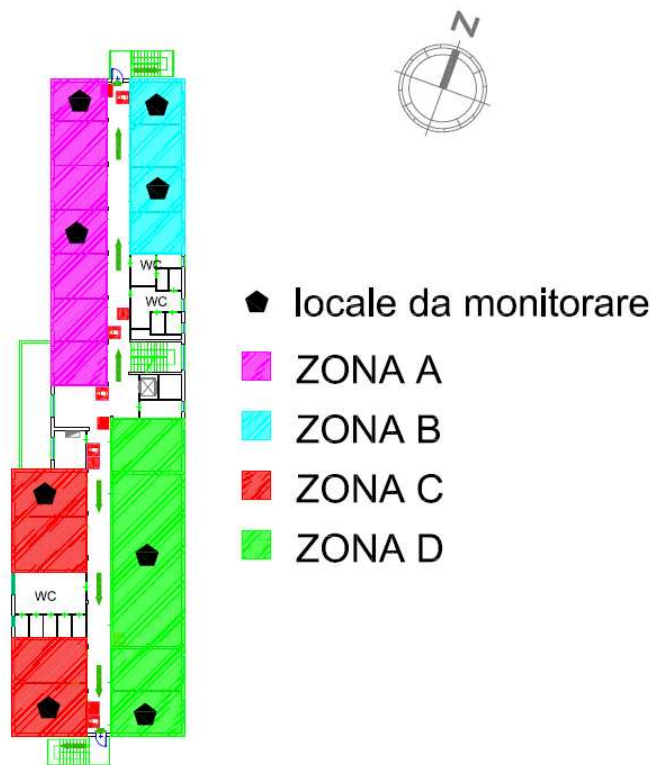 N
WC
WC
locale da monitorare
ZONA A
ZONA B
ZONA C
ZONA D
WC